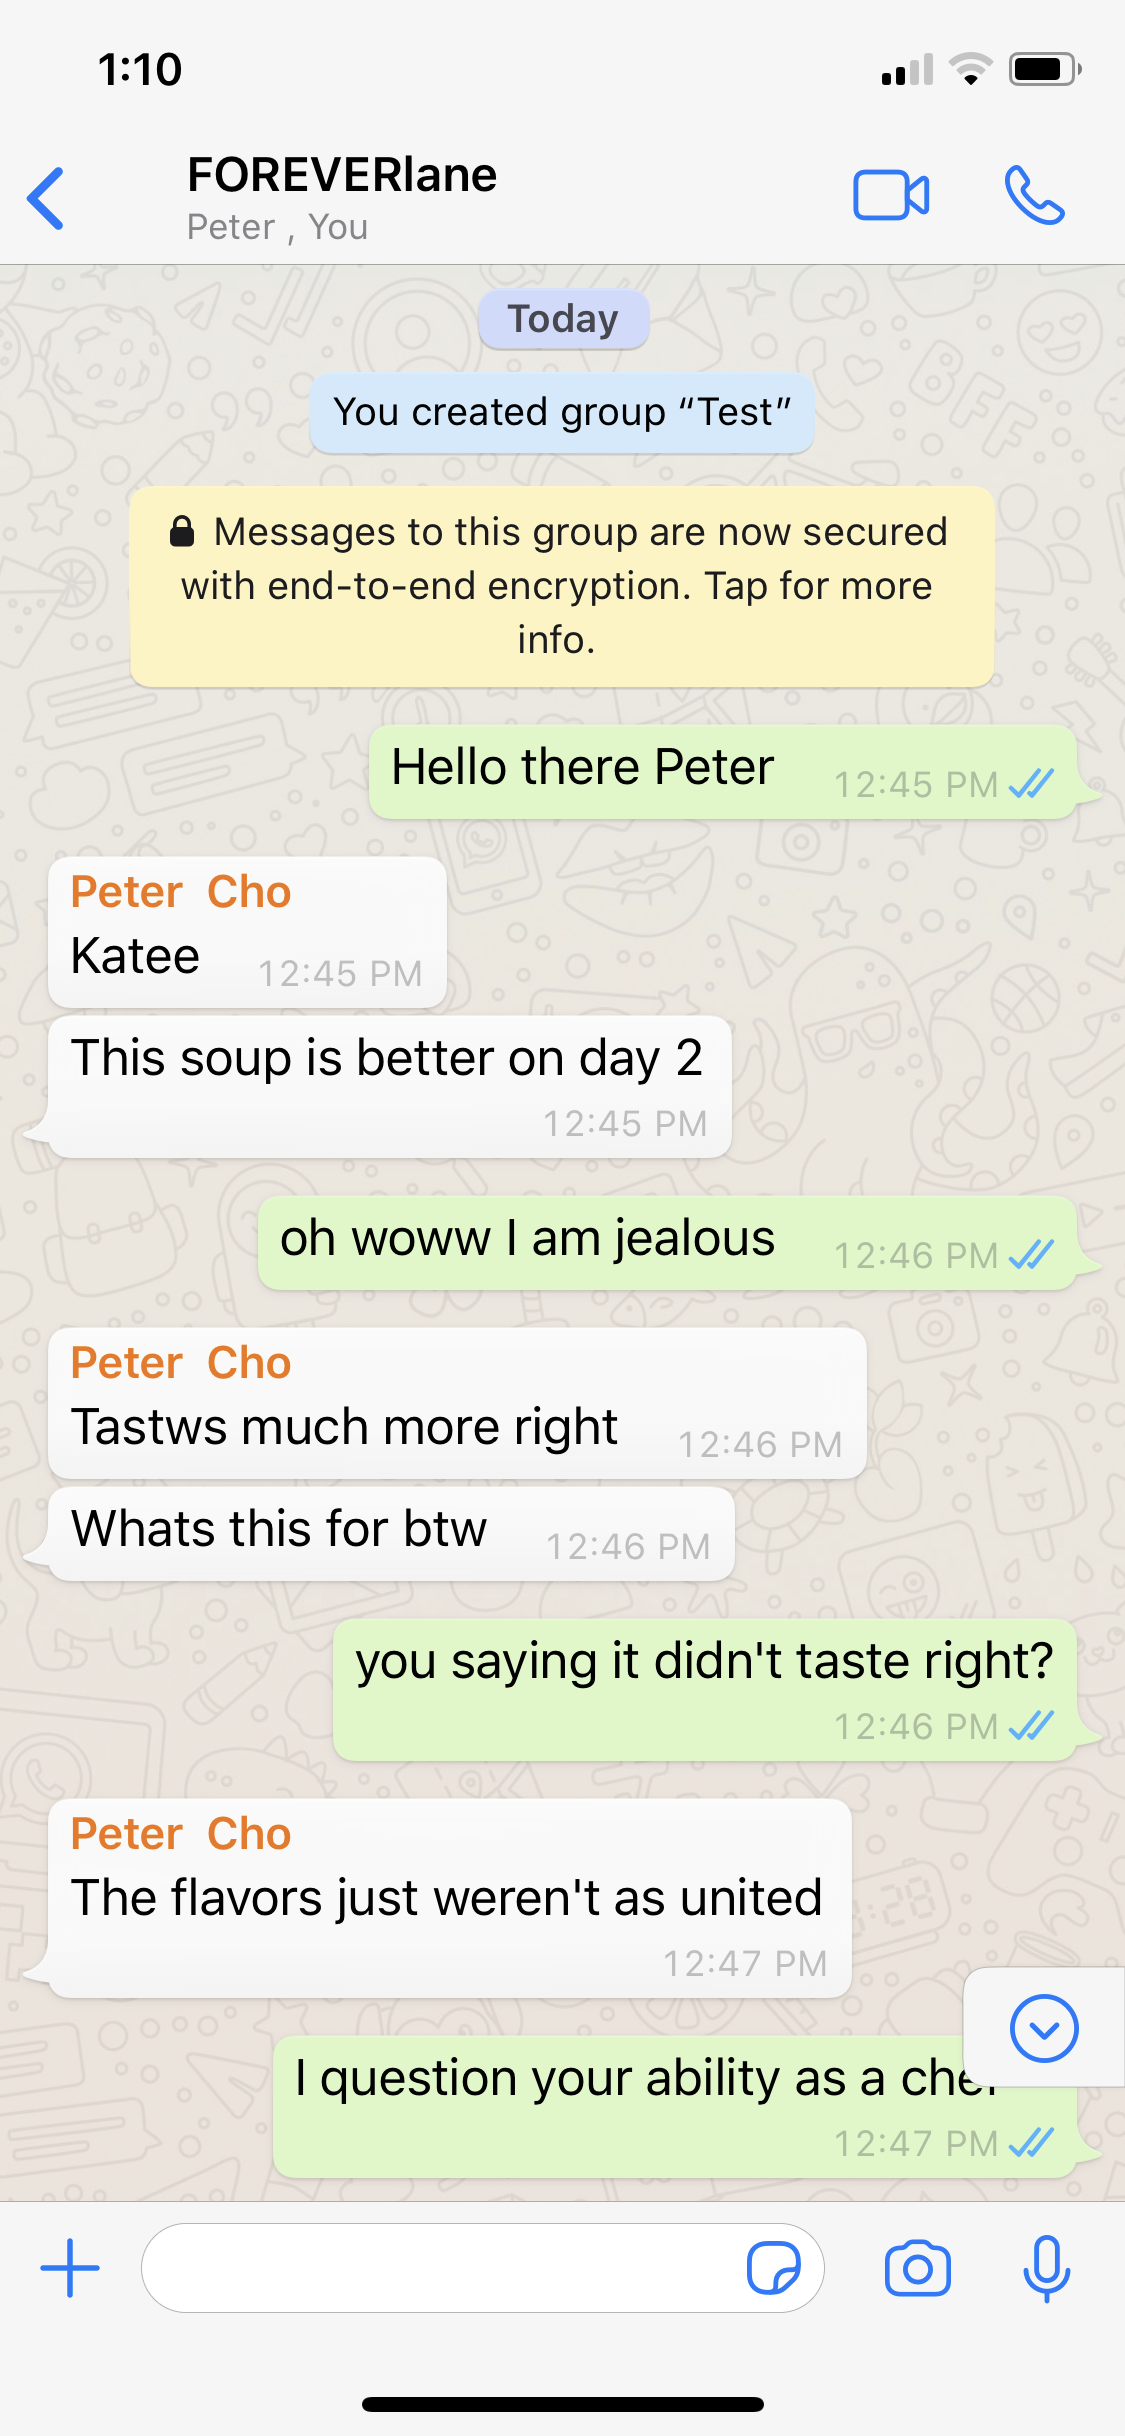 1:10
FOREVERlane
Peter , You
Today
You created group “Test”
Messages to this group are now secured
with end-to-end encryption. Tap for more
info.
Hello there Peter
12:45 PM
Peter Cho
Katee
12:45 PM
This soup is better on day 2
12:45 PM
oh woww I am jealous
12:46 PM
Peter Cho
Tastws much more right
12:46 PM
Whats this for btw
12:46 PM
you saying it didn't taste right?
12:46 PM
Peter Cho
The flavors just weren't as united
12:47 PM
I question your ability as a chef
12:47 PM